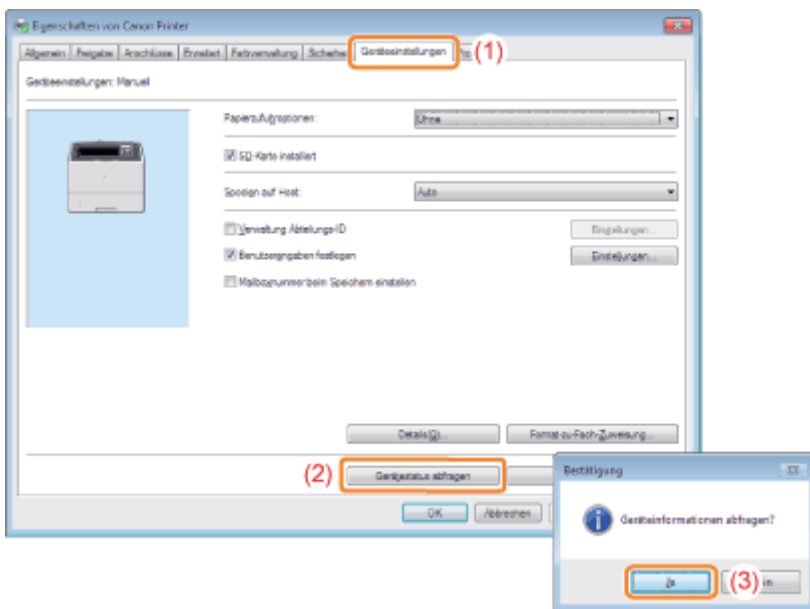 Eigenschaften von Canon Printer
Allgemein Freigabe Anschlüsse Erweitert Farbverwaltung Sicherheit Geräteeinstellungen (1)
Geräteeinstellungen: Manuell
Papierzufuhroptionen: Ohne
SD-Karte installiert
Spoolen auf Host: Auto
Verwaltung Abteilungs-ID Einstellungen...
Benutzerangaben festlegen Einstellungen...
Mailboxnummer beim Speichern einstellen
Details(Q)... Format-zu-Fach-Zuweisung...
(2) Gerätestatus abfragen
OK Abbrechen
Bestätigung
Geräteinformationen abfragen?
Ja (3)